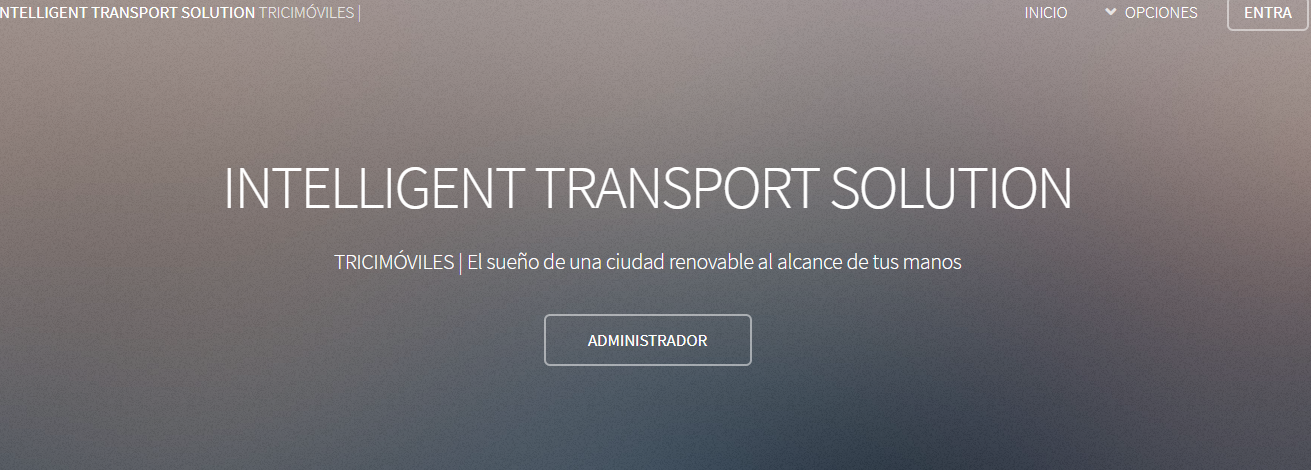 NTELLIGENT TRANSPORT SOLUTION TRICIMÓVILES |
INICIO
OPCIONES
ENTRA
INTELLIGENT TRANSPORT SOLUTION
TRICIMÓVILES | El sueño de una ciudad renovable al alcance de tus manos
ADMINISTRADOR